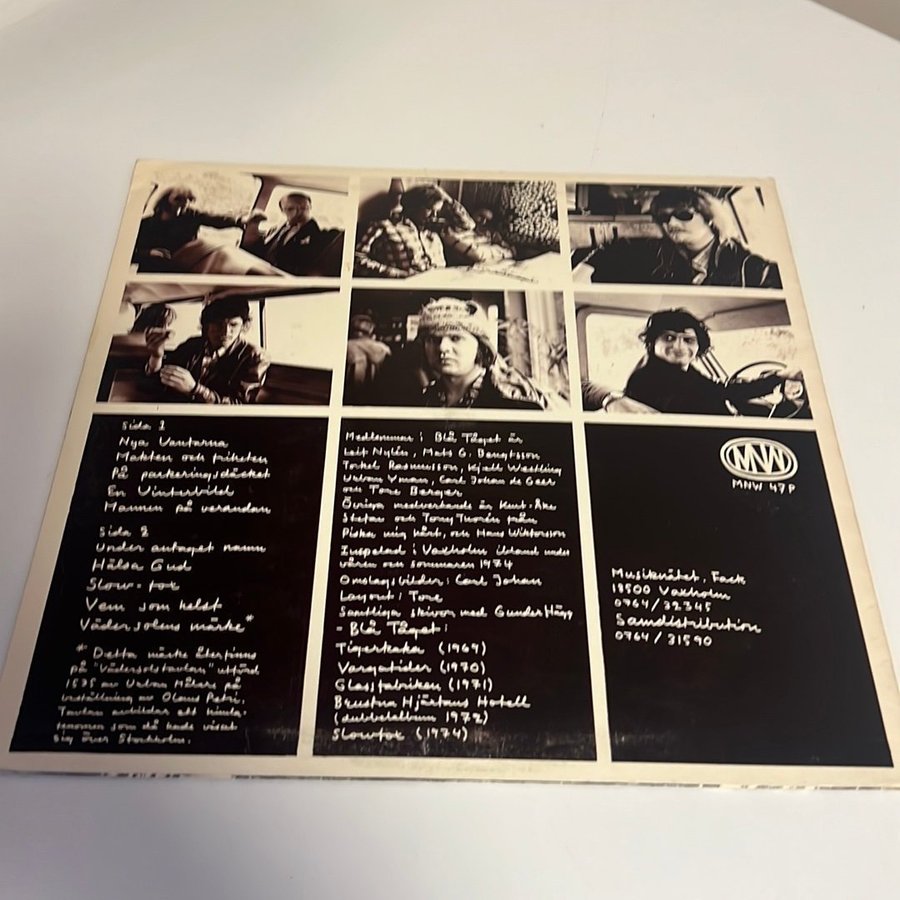 Sida 1
Nya Vantarna
Makten och friheten
På parkeringsdäcket
En Vinterbild
Mannen på verandan
Sida 2
Under antaget namn
Hälsa Gud
Slow-fox
Vem som helst
Vädersolens märke*
* Detta märke återfinns
på "Vädersolstavlan" utförd
1535 av Urban Målare på
beställning av Olaus Petri.
Tavlan avbildar ett himla-
fenomen som då hade visat
sig över Stockholm.
Medlemmar i Blå Tåget är
Leif Nylén, Mats G. Bengtsson
Torkel Rasmusson, Kjell Westling
Urban Yman, Carl Johan de Geer
och Tore Berger
Övriga medverkande är Kurt-Åke
Stefan och Tony Thorén från
Piska mig hårt, och Hans Wiktorsson
Inspelad i Vaxholm ibland under
våren och sommaren 1974
Omslagsbilder: Carl Johan
Layout: Tore
Samtliga skivor med Gunder Hägg
- Blå Tåget:
Tigerkaka (1969)
Vargatider (1970)
Glassfabriken (1971)
Brustna Hjärtans Hotell
(dubbelalbum 1972)
Slowfox (1974)
MNW
MNW 47P
Musiknätet, Fack
18500 Vaxholm
0764/32345
Samdistribution
0764/31590